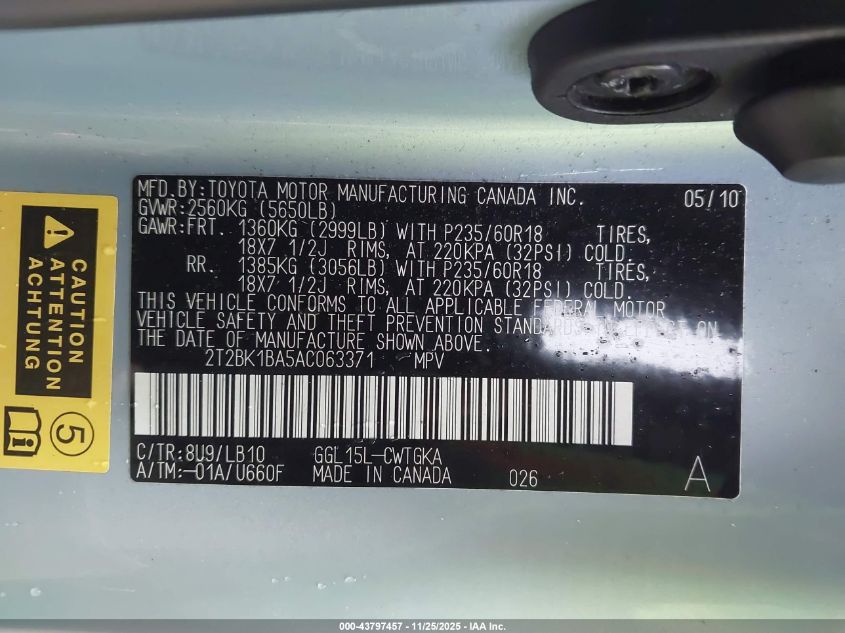 MFD.BY:TOYOTA MOTOR MANUFACTURING CANADA INC. 05/10
GVWR:2560KG (5650LB)
GAWR:FRT. 1360KG (2999LB) WITH P235/60R18 TIRES,
18X7 1/2J RIMS, AT 220KPA (32PSI) COLD.
RR. 1385KG (3056LB) WITH P235/60R18 TIRES,
18X7 1/2J RIMS, AT 220KPA (32PSI) COLD.
THIS VEHICLE CONFORMS TO ALL APPLICABLE FEDERAL MOTOR
VEHICLE SAFETY AND THEFT PREVENTION STANDARDS IN EFFECT ON
THE DATE OF MANUFACTURE SHOWN ABOVE.
2T2BK1BA5AC063371 MPV
C/TR:8U9/LB10 GGL15L-CWTGKA
A/TM:-01A/U660F MADE IN CANADA 026 A
CAUTION
ATTENTION
ACHTUNG
5
i
000-43797457 - 11/25/2025 - IAA Inc.